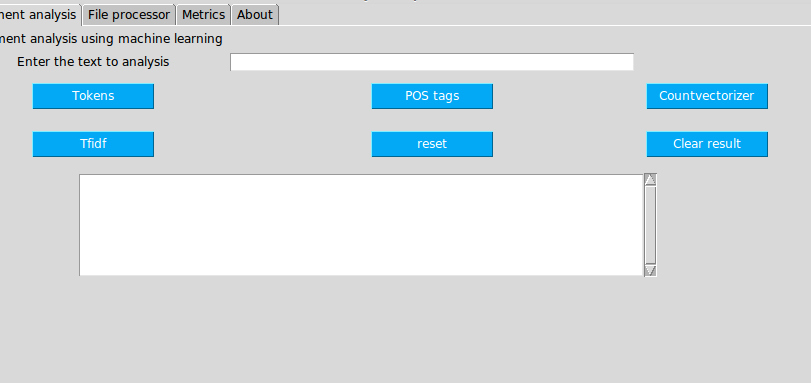 ment analysis File processor Metrics About
ment analysis using machine learning
Enter the text to analysis
Tokens POS tags Countvectorizer
Tfidf reset Clear result